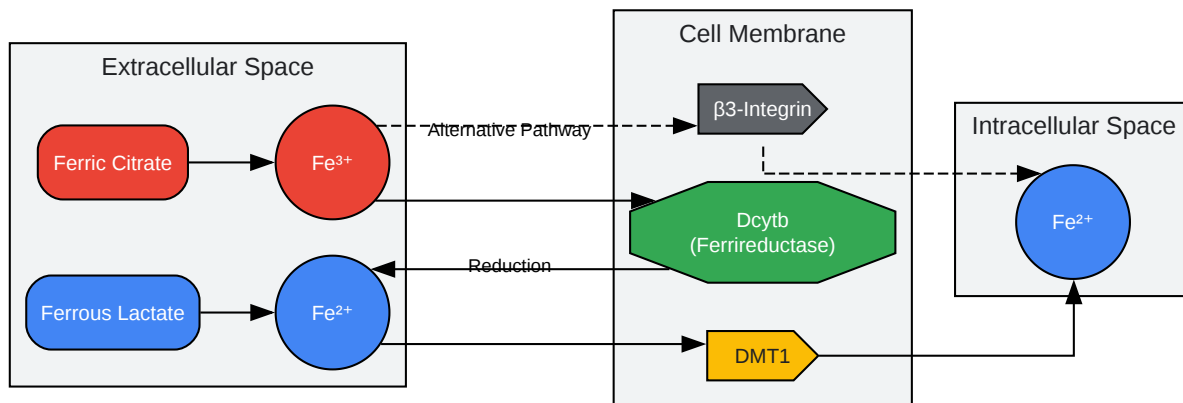 Extracellular Space
Ferric Citrate
Fe³⁺
Ferrous Lactate
Fe²⁺
Alternative Pathway
Reduction
Cell Membrane
β3-Integrin
Dcytb
(Ferrireductase)
DMT1
Intracellular Space
Fe²⁺